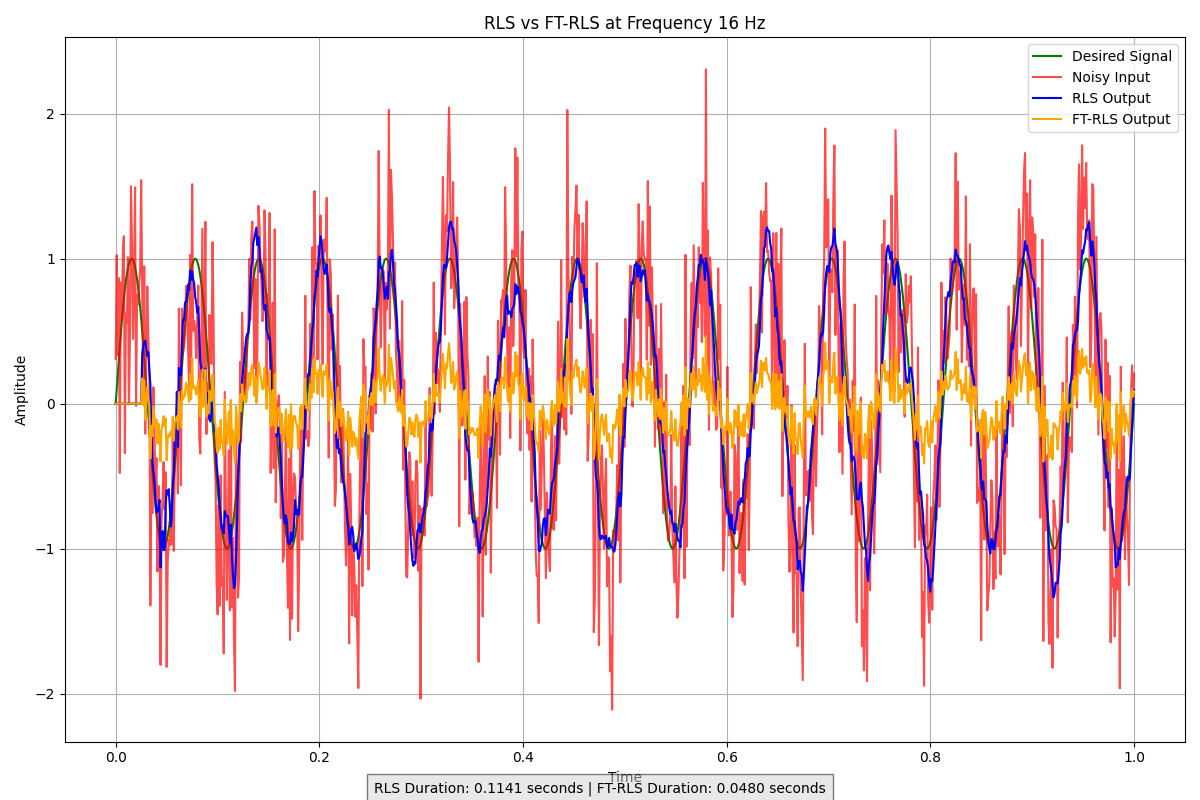 RLS vs FT-RLS at Frequency 16 Hz
Desired Signal
Noisy Input
RLS Output
FT-RLS Output
Amplitude
2
1
0
−1
−2
0.0 0.2 0.4 0.6 0.8 1.0
Time
RLS Duration: 0.1141 seconds | FT-RLS Duration: 0.0480 seconds